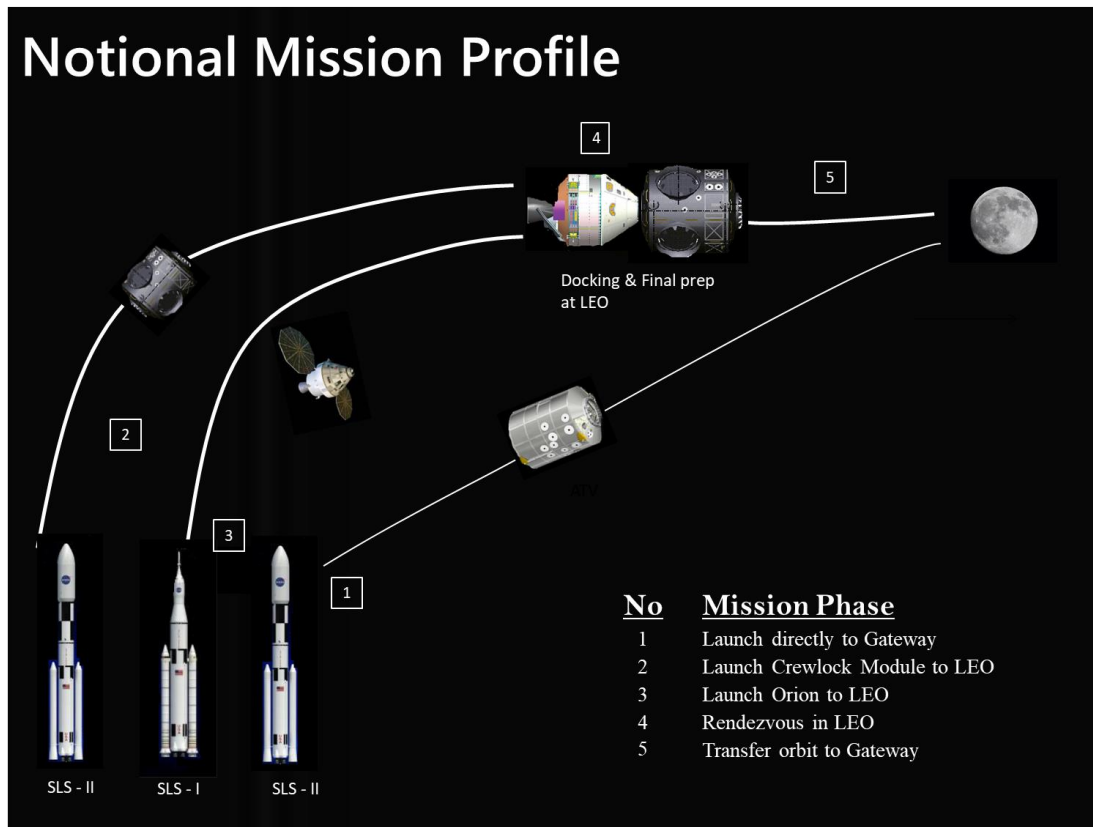 Notional Mission Profile
4
5
Docking & Final prep
at LEO
2
ATV
3
1
No Mission Phase
1 Launch directly to Gateway
2 Launch Crewlock Module to LEO
3 Launch Orion to LEO
4 Rendezvous in LEO
5 Transfer orbit to Gateway
SLS - II
SLS - I
SLS - II